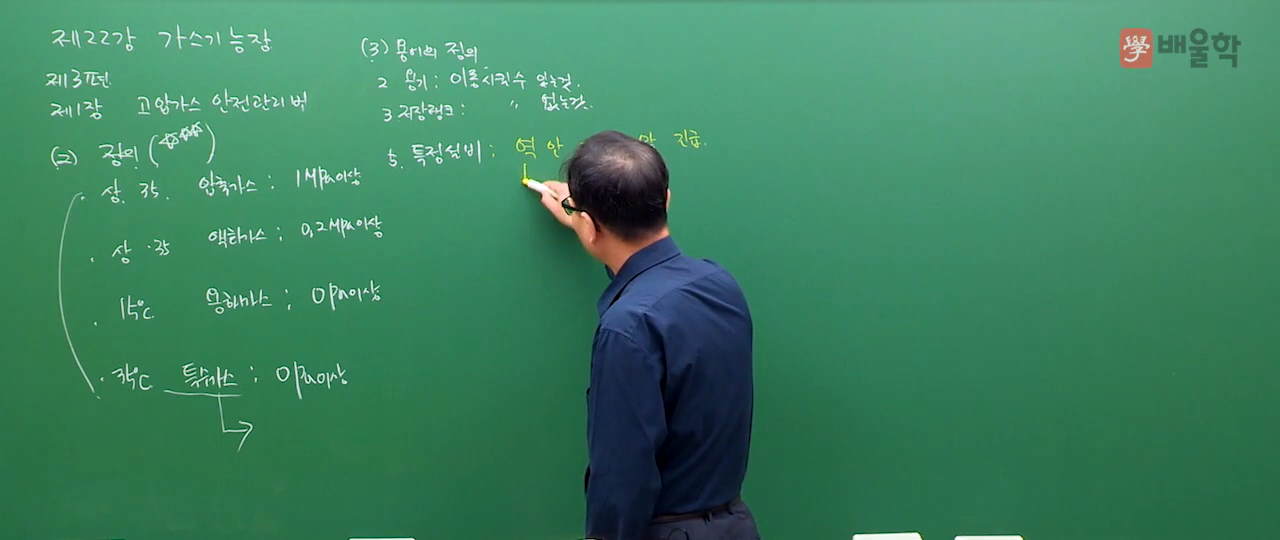 제22강 가스기능장
제3편
제1장 고압가스 안전관리법
(2) 정의 (☆☆☆)
· 상. 35. 압축가스 : 1Mpa이상
· 상 · 35 액화가스 : 0.2Mpa이상
· 15℃ 용해가스 : 0pa이상
· 35℃ 특수가스 : 0pa이상
(3) 용어의 정의
2 용기 : 이동시킬수 있는것.
3 저장탱크 : 〃 없는것.
5. 특정설비 : 역 안 압 긴급.
學 배울학